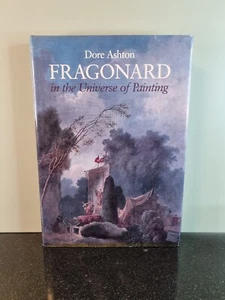 Dore Ashton
FRAGONARD
in the Universe of Painting